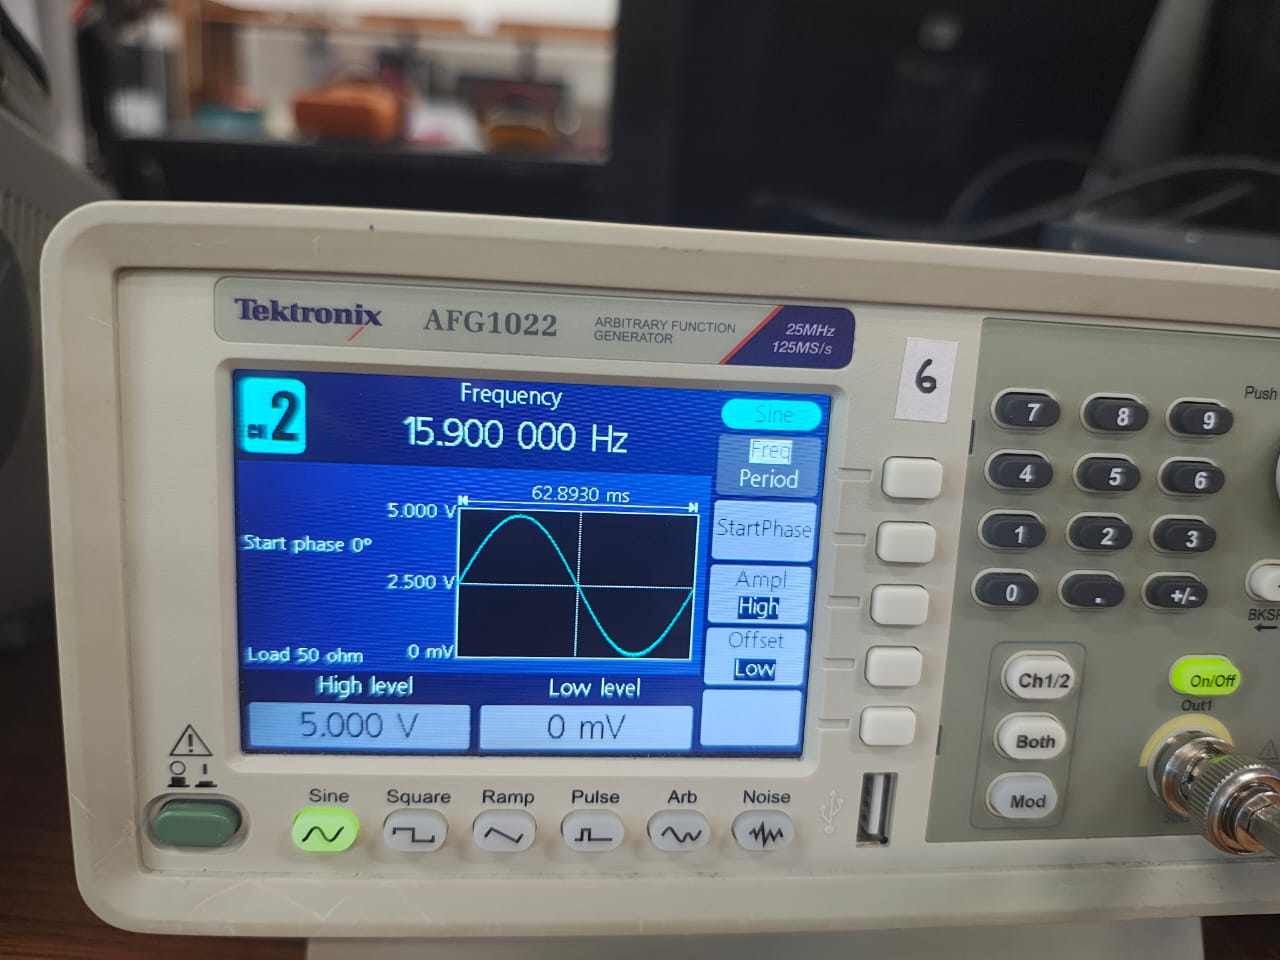 Tektronix AFG1022 ARBITRARY FUNCTION GENERATOR 25MHz 125MS/s
6
CH 2
Frequency
15.900 000 Hz
Sine
Freq
Period
StartPhase
Ampl
High
Offset
Low
62.8930 ms
5.000 V
Start phase 0°
2.500 V
Load 50 ohm
0 mV
High level
Low level
5.000 V
0 mV
Sine Square Ramp Pulse Arb Noise
Push
7 8 9
4 5 6
1 2 3
0 . +/-
Ch1/2
Both
Mod
On/Off
Out1